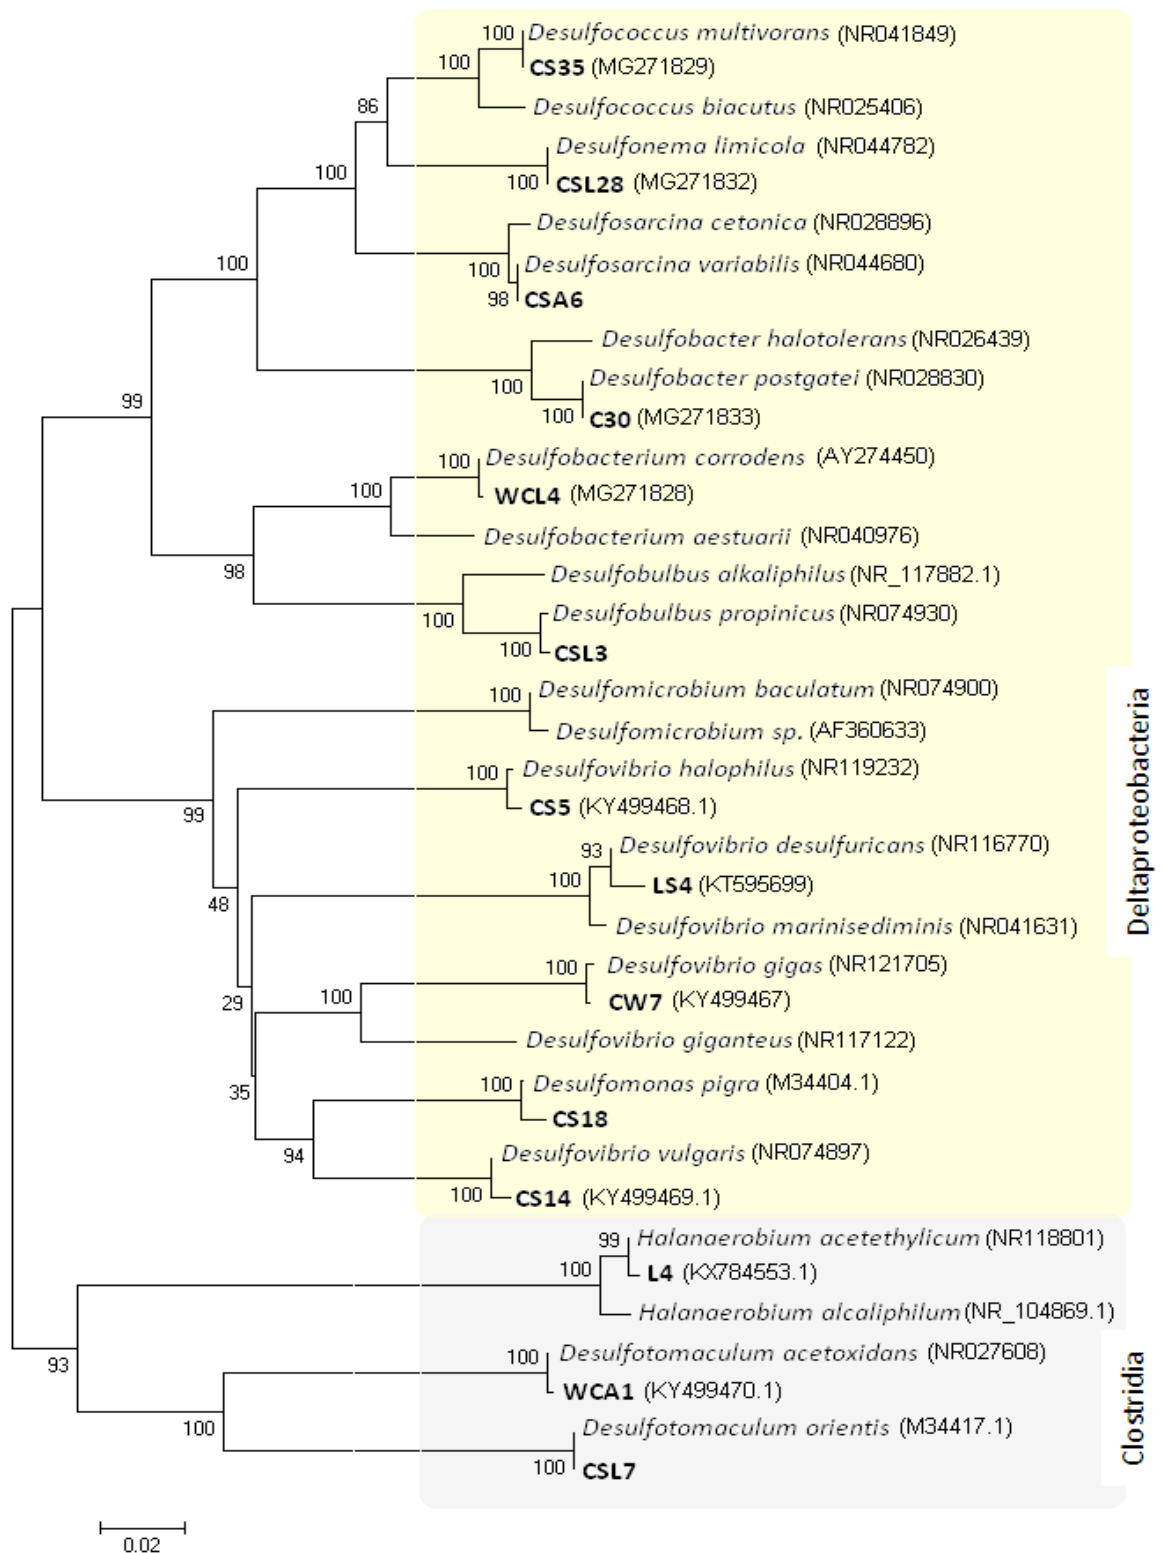 100 Desulfococcus multivorans (NR041849)
100 CS35 (MG271829)
86 Desulfococcus biacutus (NR025406)
Desulfonema limicola (NR044782)
100 100 CSL28 (MG271832)
Desulfosarcina cetonica (NR028896)
100 100 Desulfosarcina variabilis (NR044680)
98 CSA6
Desulfobacter halotolerans (NR026439)
100 Desulfobacter postgatei (NR028830)
99 100 C30 (MG271833)
100 Desulfobacterium corrodens (AY274450)
100 WCL4 (MG271828)
Desulfobacterium aestuarii (NR040976)
98 Desulfobulbus alkaliphilus (NR_117882.1)
100 Desulfobulbus propinicus (NR074930)
100 CSL3
100 Desulfomicrobium baculatum (NR074900)
Desulfomicrobium sp. (AF360633)
100 Desulfovibrio halophilus (NR119232)
99 CS5 (KY499468.1)
93 Desulfovibrio desulfuricans (NR116770)
100 LS4 (KT595699)
48 Desulfovibrio marinisediminis (NR041631)
100 Desulfovibrio gigas (NR121705)
29 100 CW7 (KY499467)
Desulfovibrio giganteus (NR117122)
35 100 Desulfomonas pigra (M34404.1)
CS18
94 Desulfovibrio vulgaris (NR074897)
100 CS14 (KY499469.1)
Deltaproteobacteria
99 Halanaerobium acetethylicum (NR118801)
100 L4 (KX784553.1)
Halanaerobium alcaliphilum (NR_104869.1)
93 100 Desulfotomaculum acetoxidans (NR027608)
WCA1 (KY499470.1)
100 Desulfotomaculum orientis (M34417.1)
100 CSL7
Clostridia
0.02